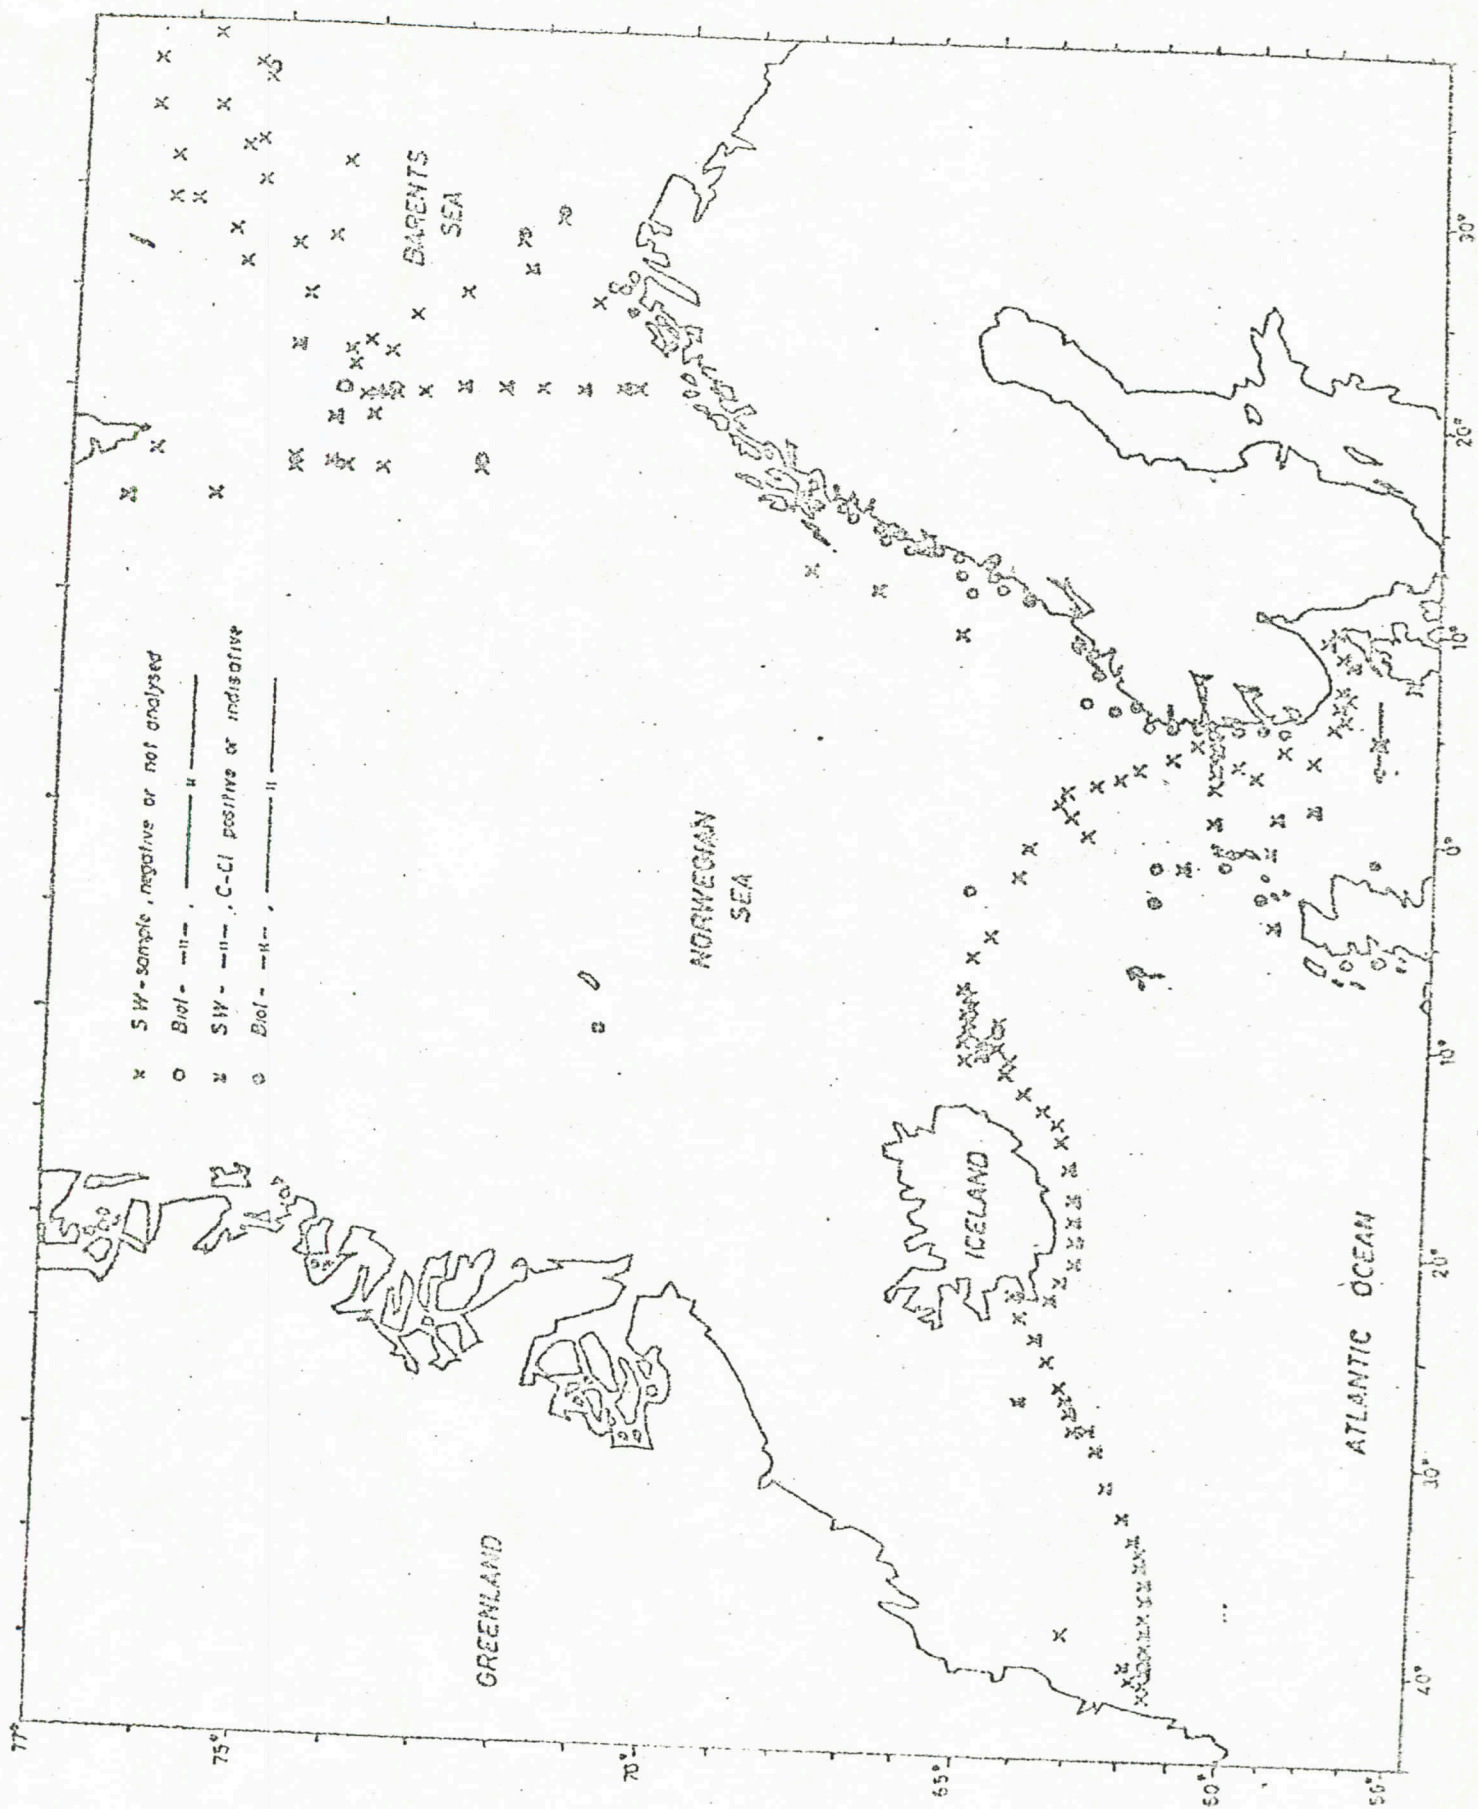 x SW-sample, negative or not analysed
o Biol- -"- , ——— " ———
ж SW- -"- , C-Cl positive or indicative
o Biol- -"- , ——— " ———
BARENTS
SEA
NORWEGIAN
SEA
GREENLAND
ICELAND
ATLANTIC OCEAN
77°
75°
70°
65°
60°
40°
30°
20°
10°
0°
10°
20°
30°